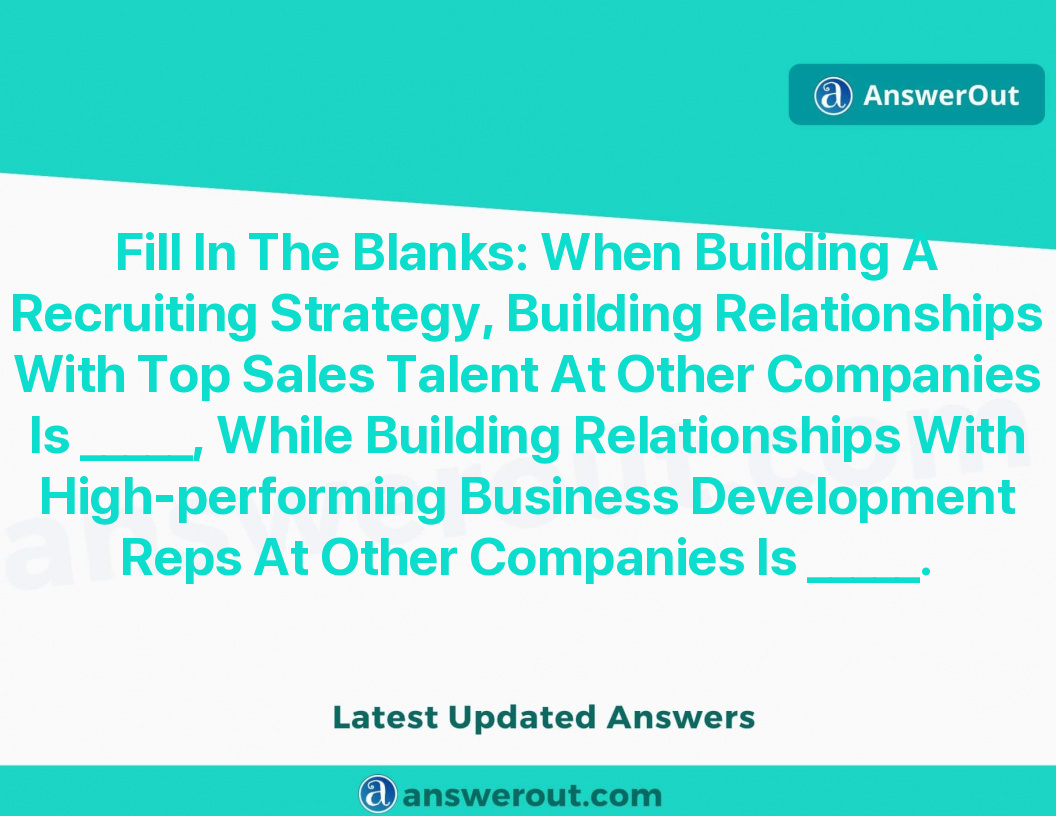 AnswerOut
Fill In The Blanks: When Building A
Recruiting Strategy, Building Relationships
With Top Sales Talent At Other Companies
Is _____, While Building Relationships With
High-performing Business Development
Reps At Other Companies Is _____.
answerout.com
Latest Updated Answers
answerout.com